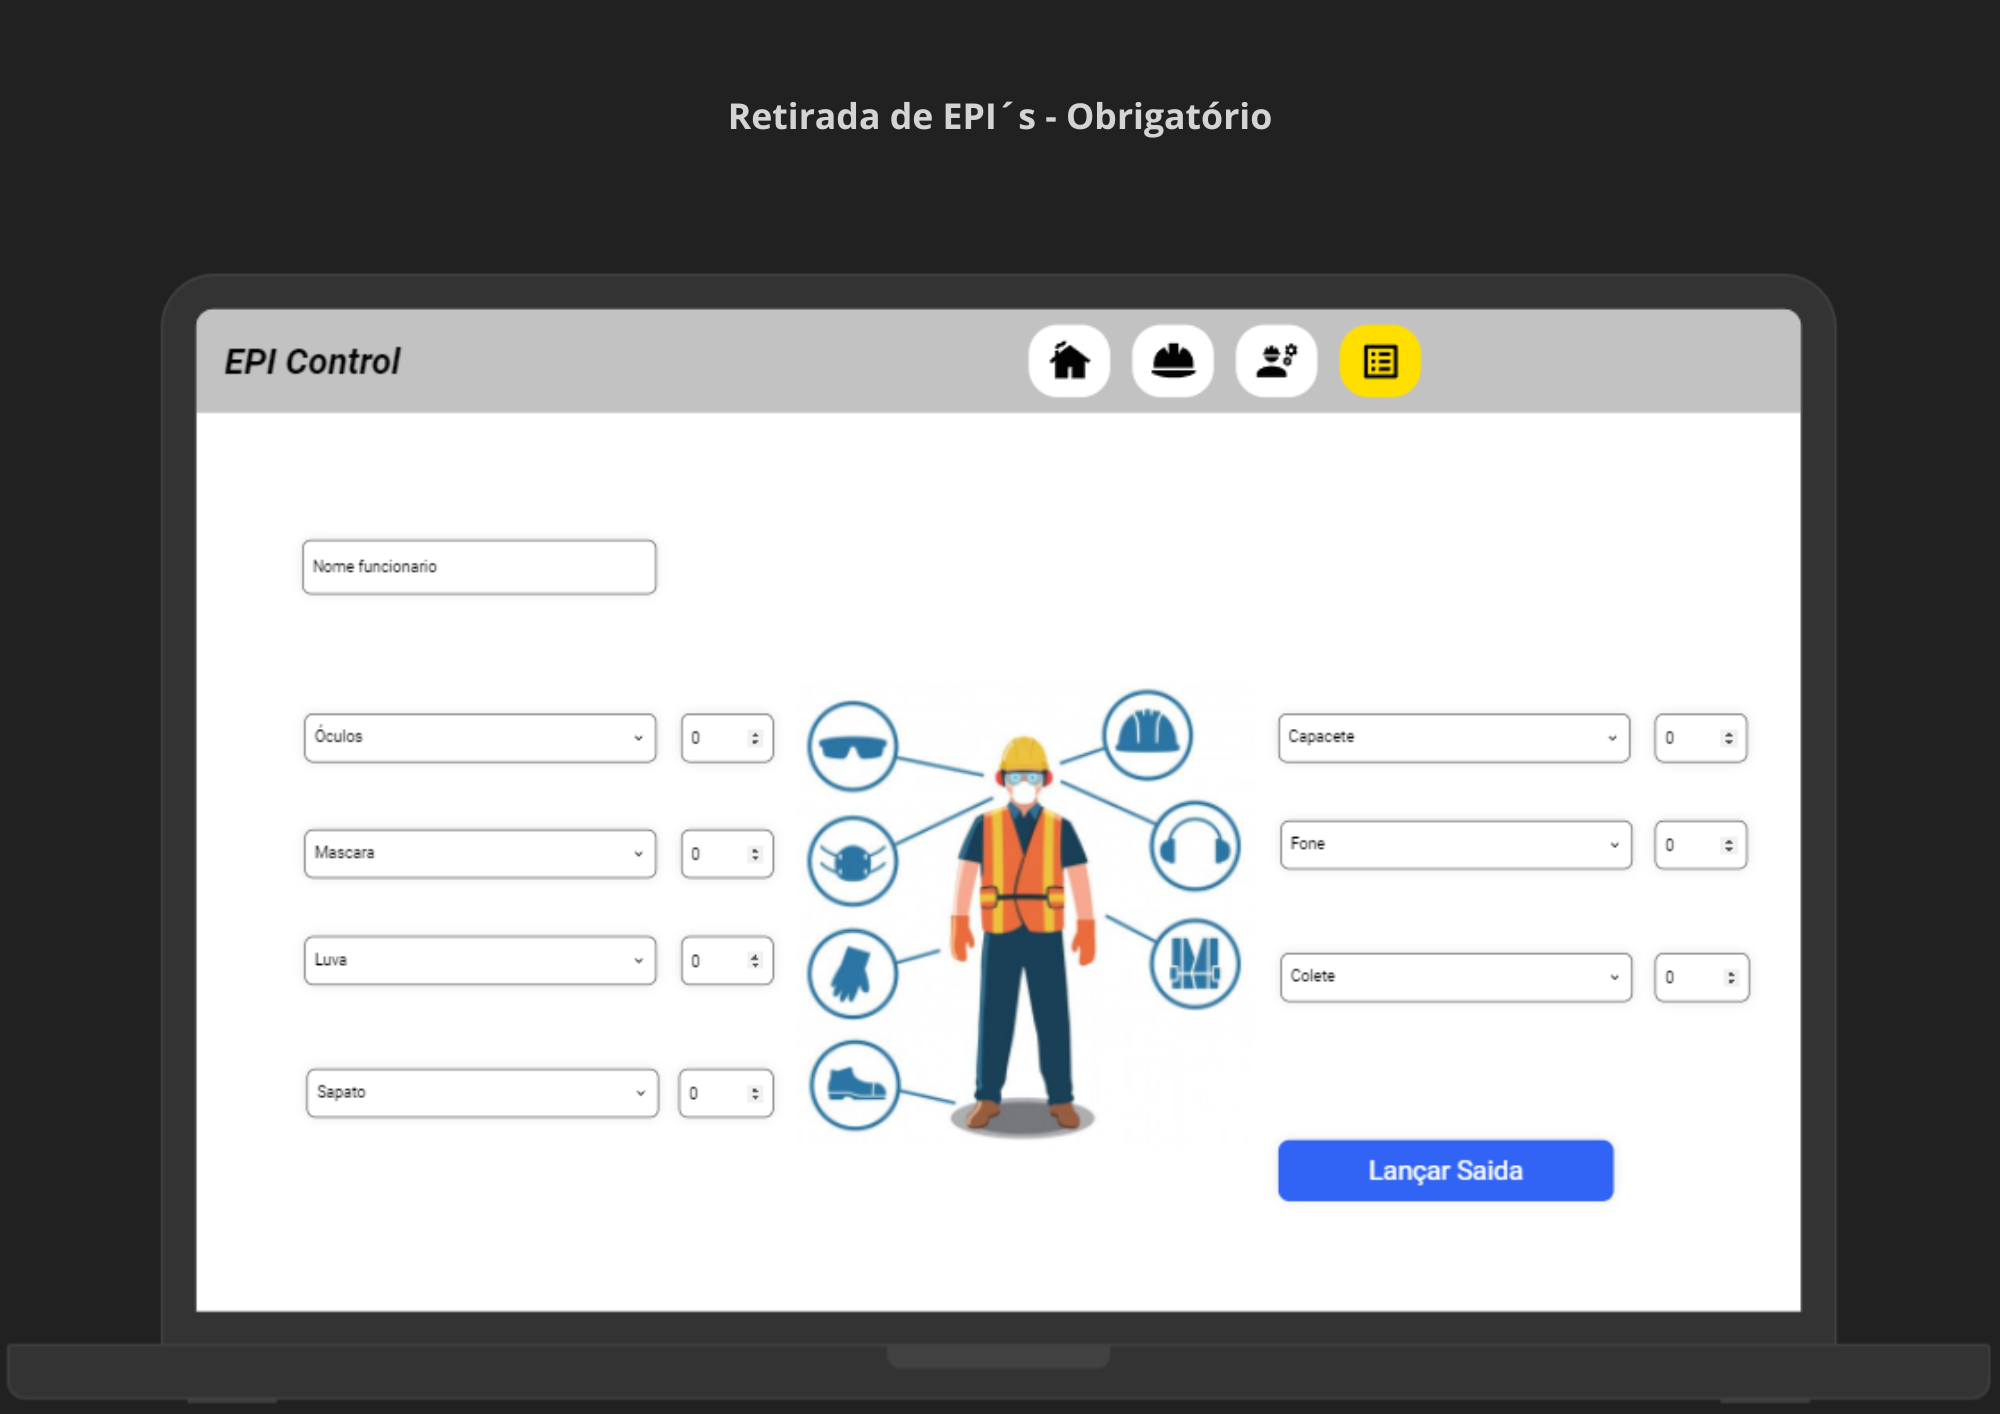 Retirada de EPI´s - Obrigatório
EPI Control
Nome funcionario
Óculos
0
Capacete
0
Mascara
0
Fone
0
Luva
0
Colete
0
Sapato
0
Lançar Saida